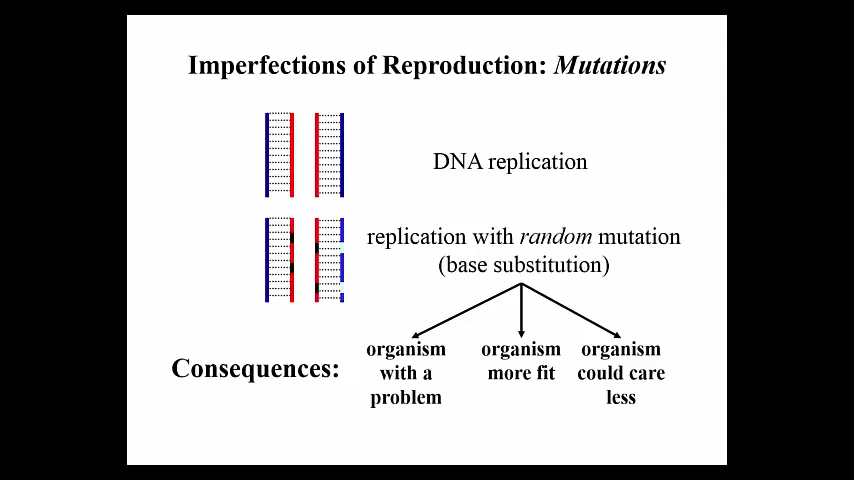 Imperfections of Reproduction: Mutations
DNA replication
replication with random mutation
(base substitution)
Consequences:
organism
with a
problem
organism
more fit
organism
could care
less